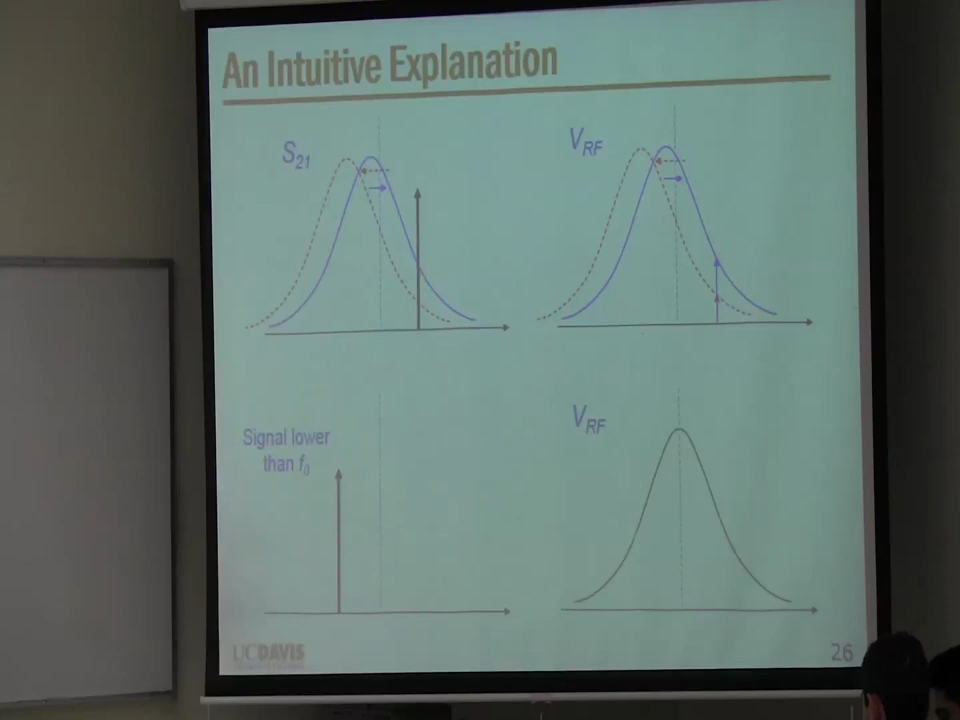 An Intuitive Explanation
S21
VRF
Signal lower
than f0
VRF
UCDAVIS
26